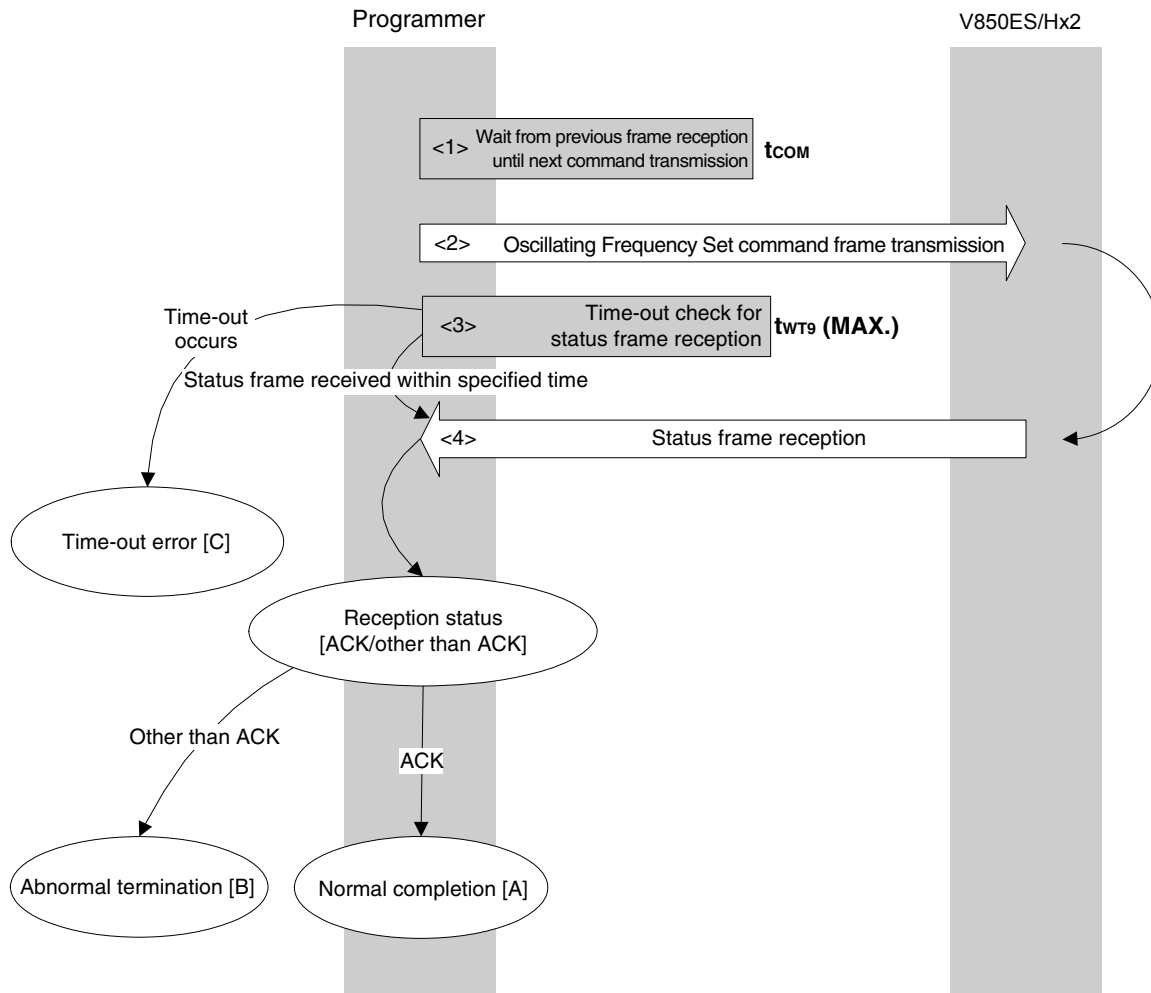 Programmer
V850ES/Hx2
<1> Wait from previous frame reception
until next command transmission
tCOM
<2> Oscillating Frequency Set command frame transmission
Time-out
occurs
<3> Time-out check for
status frame reception
tWT9 (MAX.)
Status frame received within specified time
<4> Status frame reception
Time-out error [C]
Reception status
[ACK/other than ACK]
Other than ACK
ACK
Abnormal termination [B]
Normal completion [A]